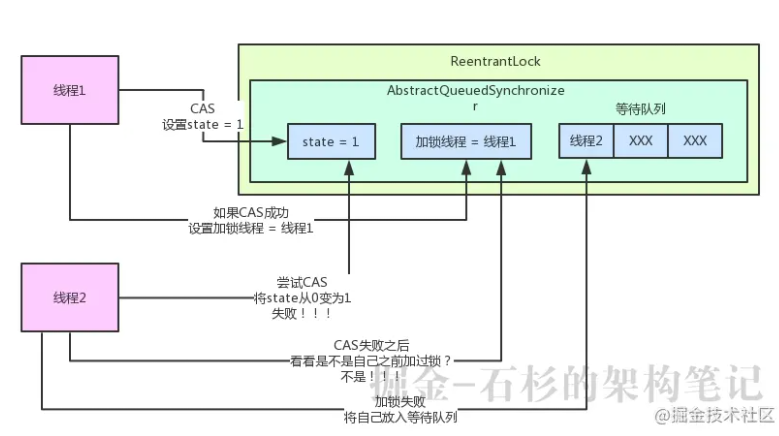 ReentrantLock
AbstractQueuedSynchronize
r
等待队列
线程1
CAS
设置state = 1
state = 1
加锁线程 = 线程1
线程2
XXX
XXX
如果CAS成功
设置加锁线程 = 线程1
线程2
尝试CAS
将state从0变为1
失败！！！
CAS失败之后
看看是不是自己之前加过锁？
不是！！！
掘金-石杉的架构笔记
加锁失败
将自己放入等待队列
@掘金技术社区